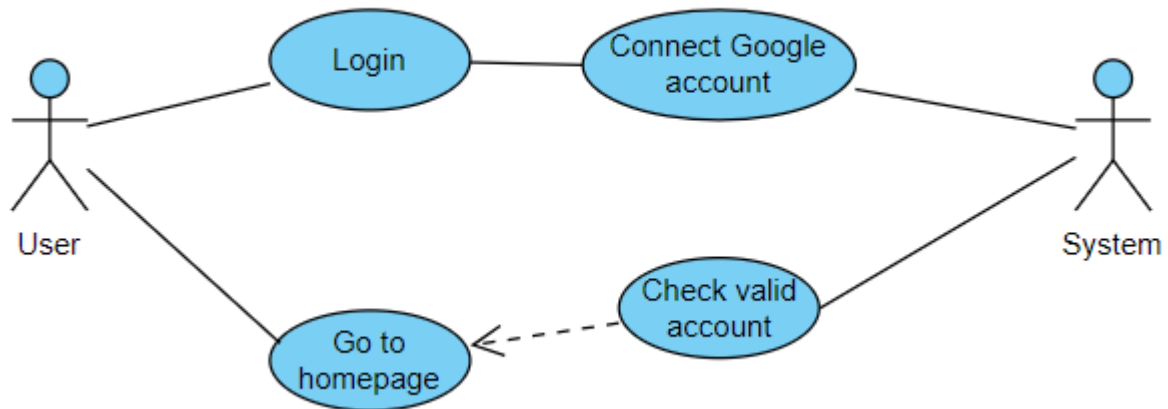 Login
Connect Google
account
User
System
Check valid
account
Go to
homepage